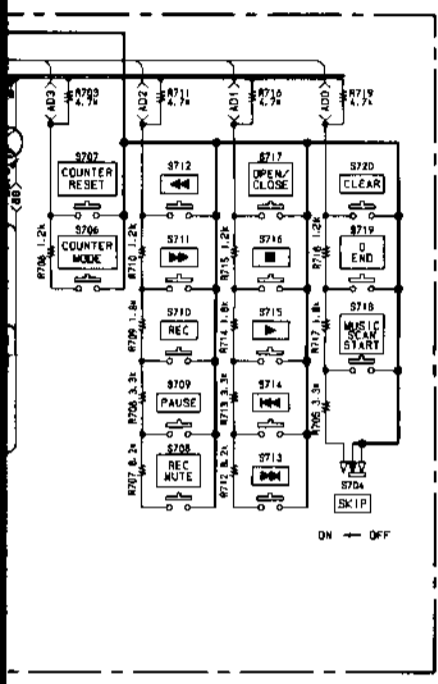 AD3
R703
4.7k
AD2
R711
4.7k
AD1
R716
4.7k
AD0
R719
4.7k
S707
COUNTER
RESET
S712
◀◀
S717
OPEN/
CLOSE
S720
CLEAR
R706 1.2k
S706
COUNTER
MODE
R710 1.2k
S711
▶▶
R715 1.2k
S716
■
R718 1.2k
S719
END
R709 1.8k
S710
REC
R714 1.8k
S715
▶
R717 1.8k
S718
MUSIC
SCAN
START
R708 3.3k
S709
PAUSE
R713 3.3k
S714
R705 3.3k
R707 8.2k
S708
REC
MUTE
R712 8.2k
S713
S704
SKIP
ON ← OFF